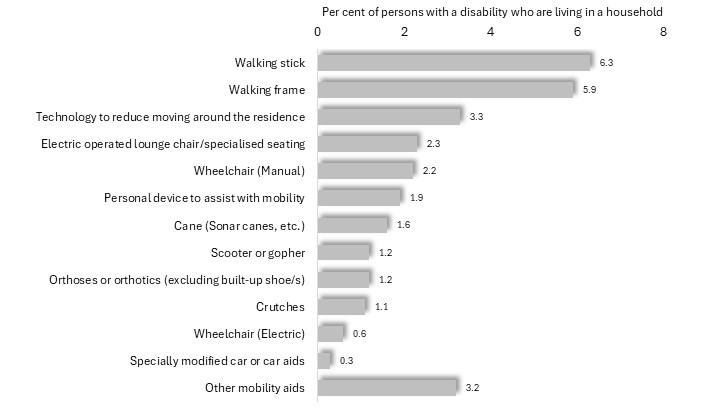 Per cent of persons with a disability who are living in a household
0 2 4 6 8
Walking stick 6.3
Walking frame 5.9
Technology to reduce moving around the residence 3.3
Electric operated lounge chair/specialised seating 2.3
Wheelchair (Manual) 2.2
Personal device to assist with mobility 1.9
Cane (Sonar canes, etc.) 1.6
Scooter or gopher 1.2
Orthoses or orthotics (excluding built-up shoe/s) 1.2
Crutches 1.1
Wheelchair (Electric) 0.6
Specially modified car or car aids 0.3
Other mobility aids 3.2